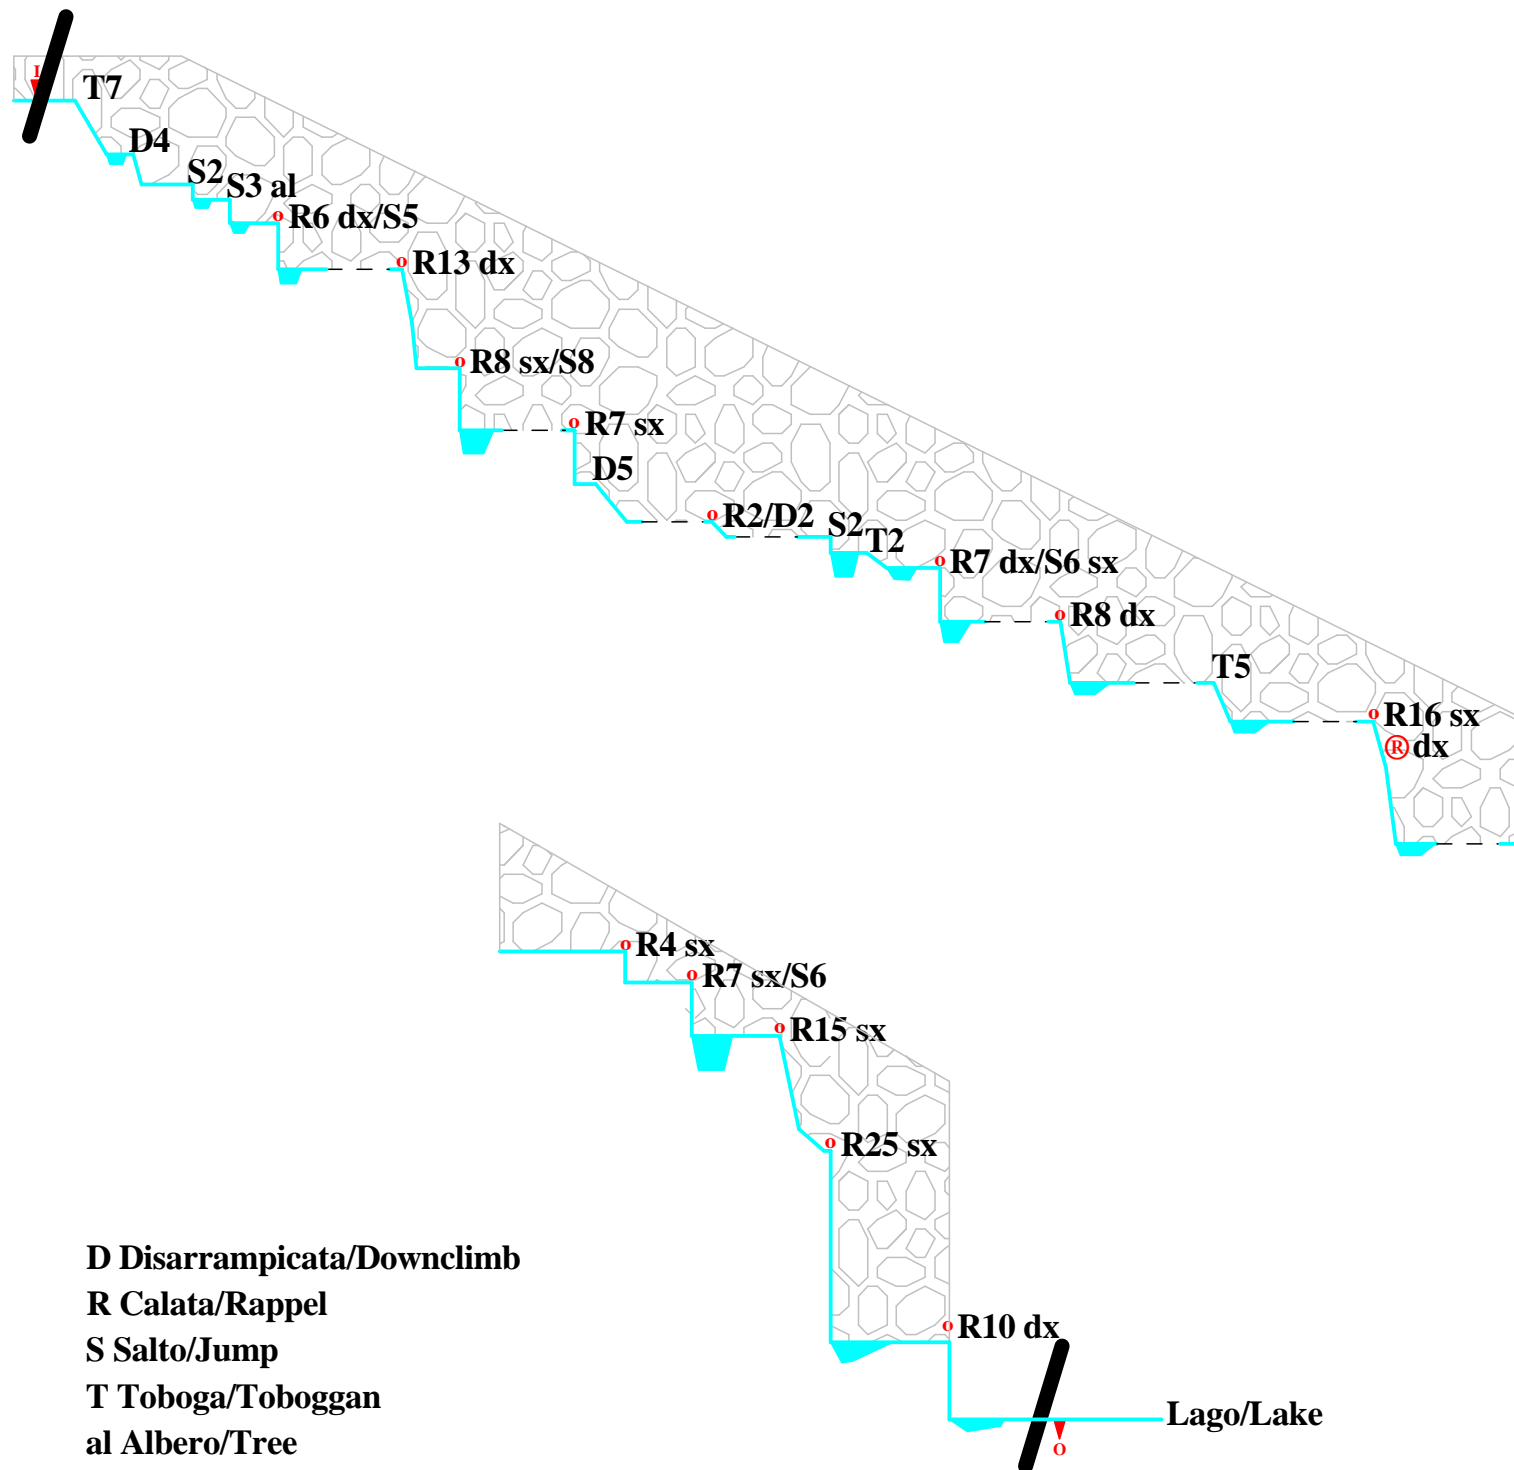 I
T7
D4
S2
S3 al
o R6 dx/S5
o R13 dx
o R8 sx/S8
o R7 sx
D5
o R2/D2
S2
T2
o R7 dx/S6 sx
o R8 dx
T5
o R16 sx
R dx
o R4 sx
o R7 sx/S6
o R15 sx
o R25 sx
o R10 dx
Lago/Lake
O
D Disarrampicata/Downclimb
R Calata/Rappel
S Salto/Jump
T Toboga/Toboggan
al Albero/Tree